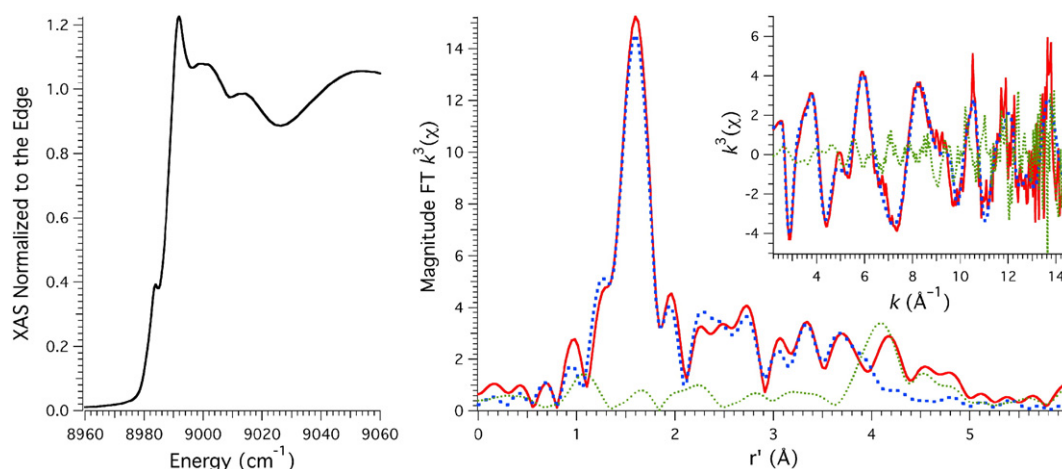 XAS Normalized to the Edge
1.2
1.0
0.8
0.6
0.4
0.2
0.0
8960 8980 9000 9020 9040 9060
Energy (cm⁻¹)
Magnitude FT k³(χ)
14
12
10
8
6
4
2
0
0 1 2 3 4 5
r' (Å)
k³(χ)
6
4
2
0
-2
-4
4 6 8 10 12 14
k (Å⁻¹)